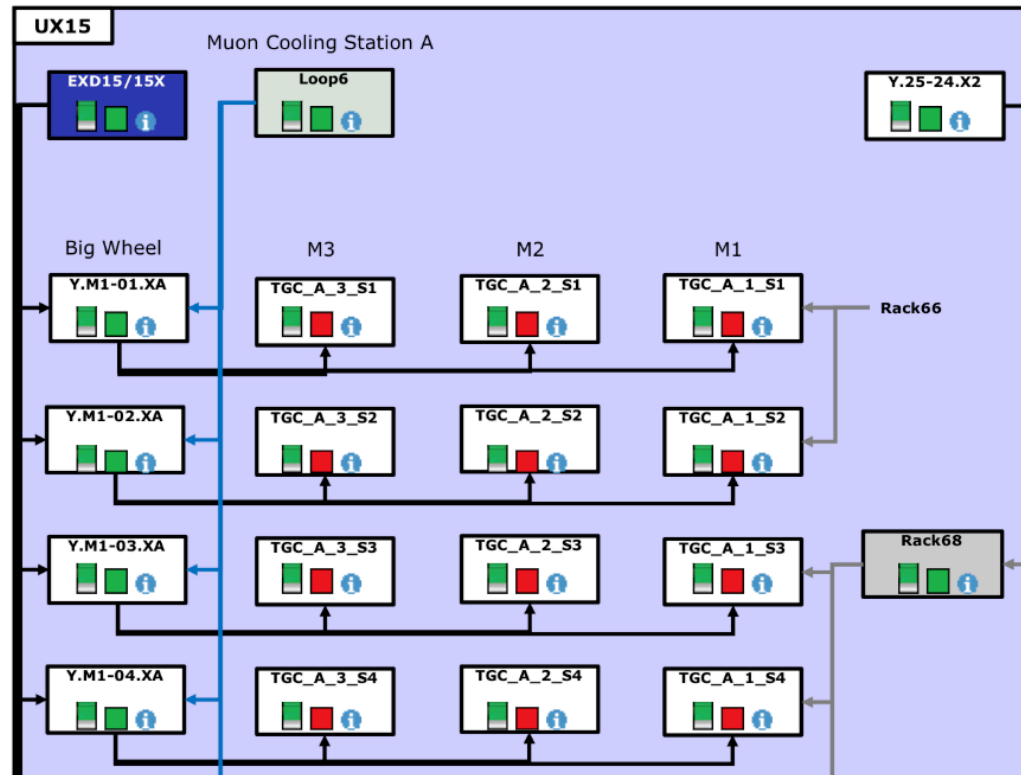 UX15
Muon Cooling Station A
EXD15/15X
Loop6
Y.25-24.X2
Big Wheel
M3
M2
M1
Y.M1-01.XA
TGC_A_3_S1
TGC_A_2_S1
TGC_A_1_S1
Rack66
Y.M1-02.XA
TGC_A_3_S2
TGC_A_2_S2
TGC_A_1_S2
Y.M1-03.XA
TGC_A_3_S3
TGC_A_2_S3
TGC_A_1_S3
Rack68
Y.M1-04.XA
TGC_A_3_S4
TGC_A_2_S4
TGC_A_1_S4